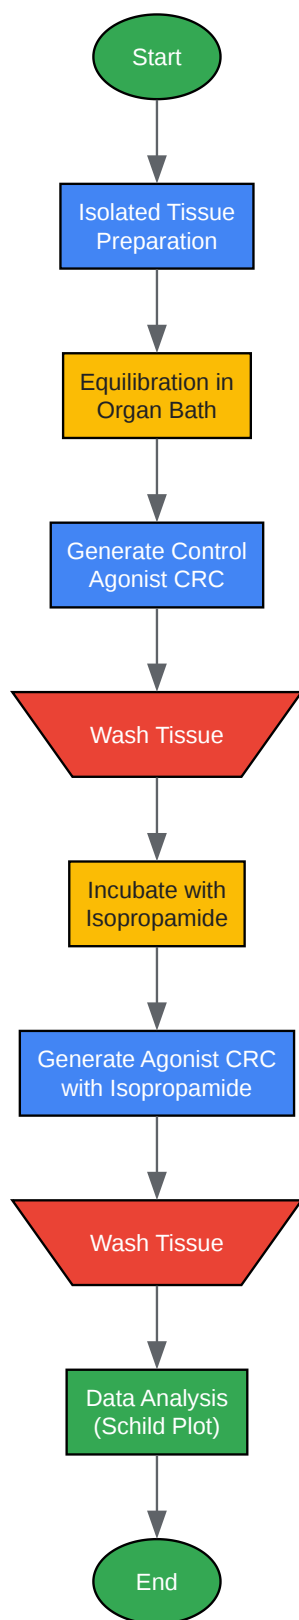 Start
Isolated Tissue
Preparation
Equilibration in
Organ Bath
Generate Control
Agonist CRC
Wash Tissue
Incubate with
Isopropamide
Generate Agonist CRC
with Isopropamide
Wash Tissue
Data Analysis
(Schild Plot)
End